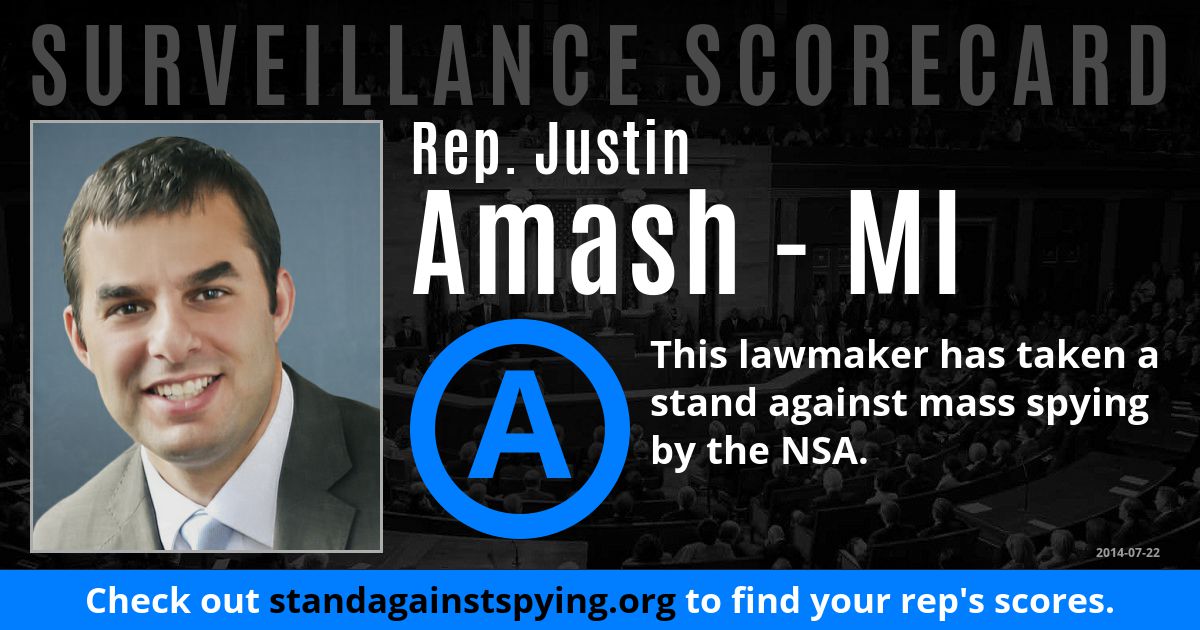 SURVEILLANCE SCORECARD
Rep. Justin
Amash - MI
A
This lawmaker has taken a
stand against mass spying
by the NSA.
2014-07-22
Check out standagainstspying.org to find your rep's scores.